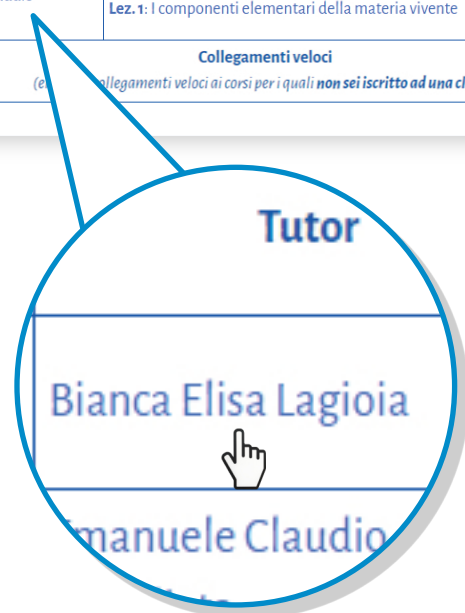 Lez. 1: I componenti elementari della materia vivente
Collegamenti veloci
collegamenti veloci ai corsi per i quali non sei iscritto ad una
Tutor
Bianca Elisa Lagioia
Emanuele Claudio